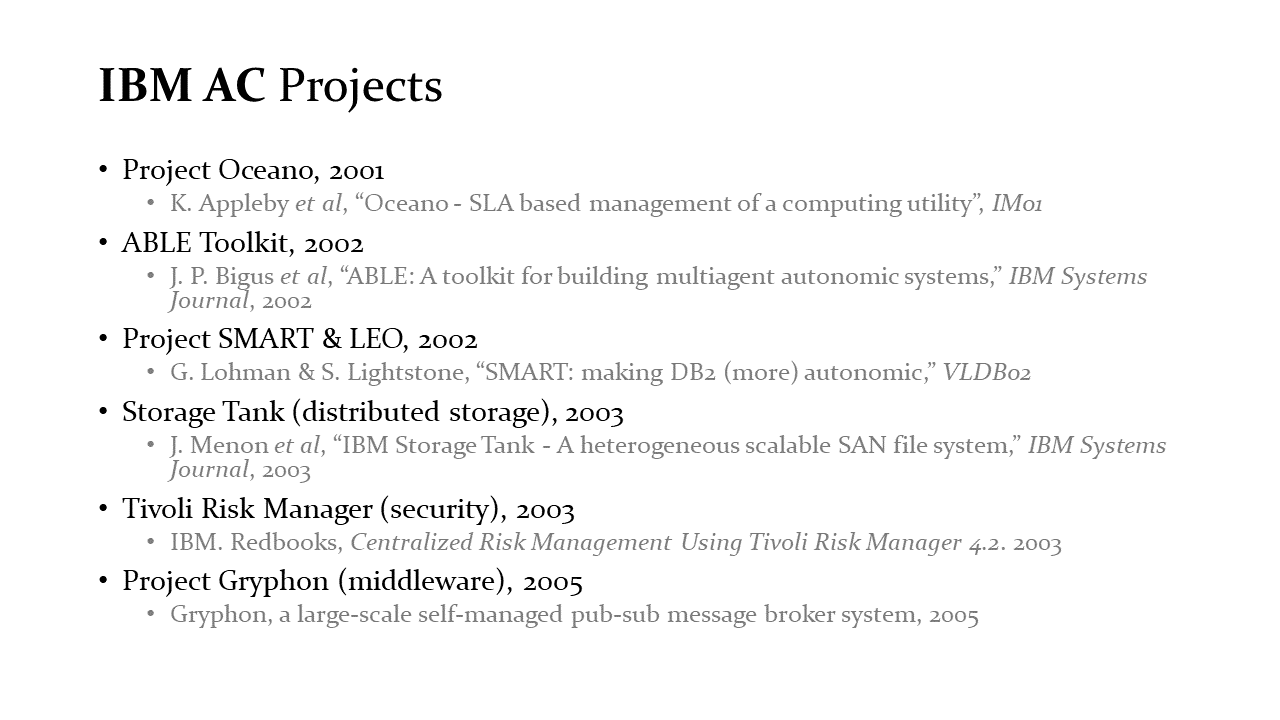 IBM AC Projects
• Project Oceano, 2001
• K. Appleby et al, “Oceano - SLA based management of a computing utility”, IM01
• ABLE Toolkit, 2002
• J. P. Bigus et al, “ABLE: A toolkit for building multiagent autonomic systems,” IBM Systems
Journal, 2002
• Project SMART & LEO, 2002
• G. Lohman & S. Lightstone, “SMART: making DB2 (more) autonomic,” VLDB02
• Storage Tank (distributed storage), 2003
• J. Menon et al, “IBM Storage Tank - A heterogeneous scalable SAN file system,” IBM Systems
Journal, 2003
• Tivoli Risk Manager (security), 2003
• IBM. Redbooks, Centralized Risk Management Using Tivoli Risk Manager 4.2. 2003
• Project Gryphon (middleware), 2005
• Gryphon, a large-scale self-managed pub-sub message broker system, 2005